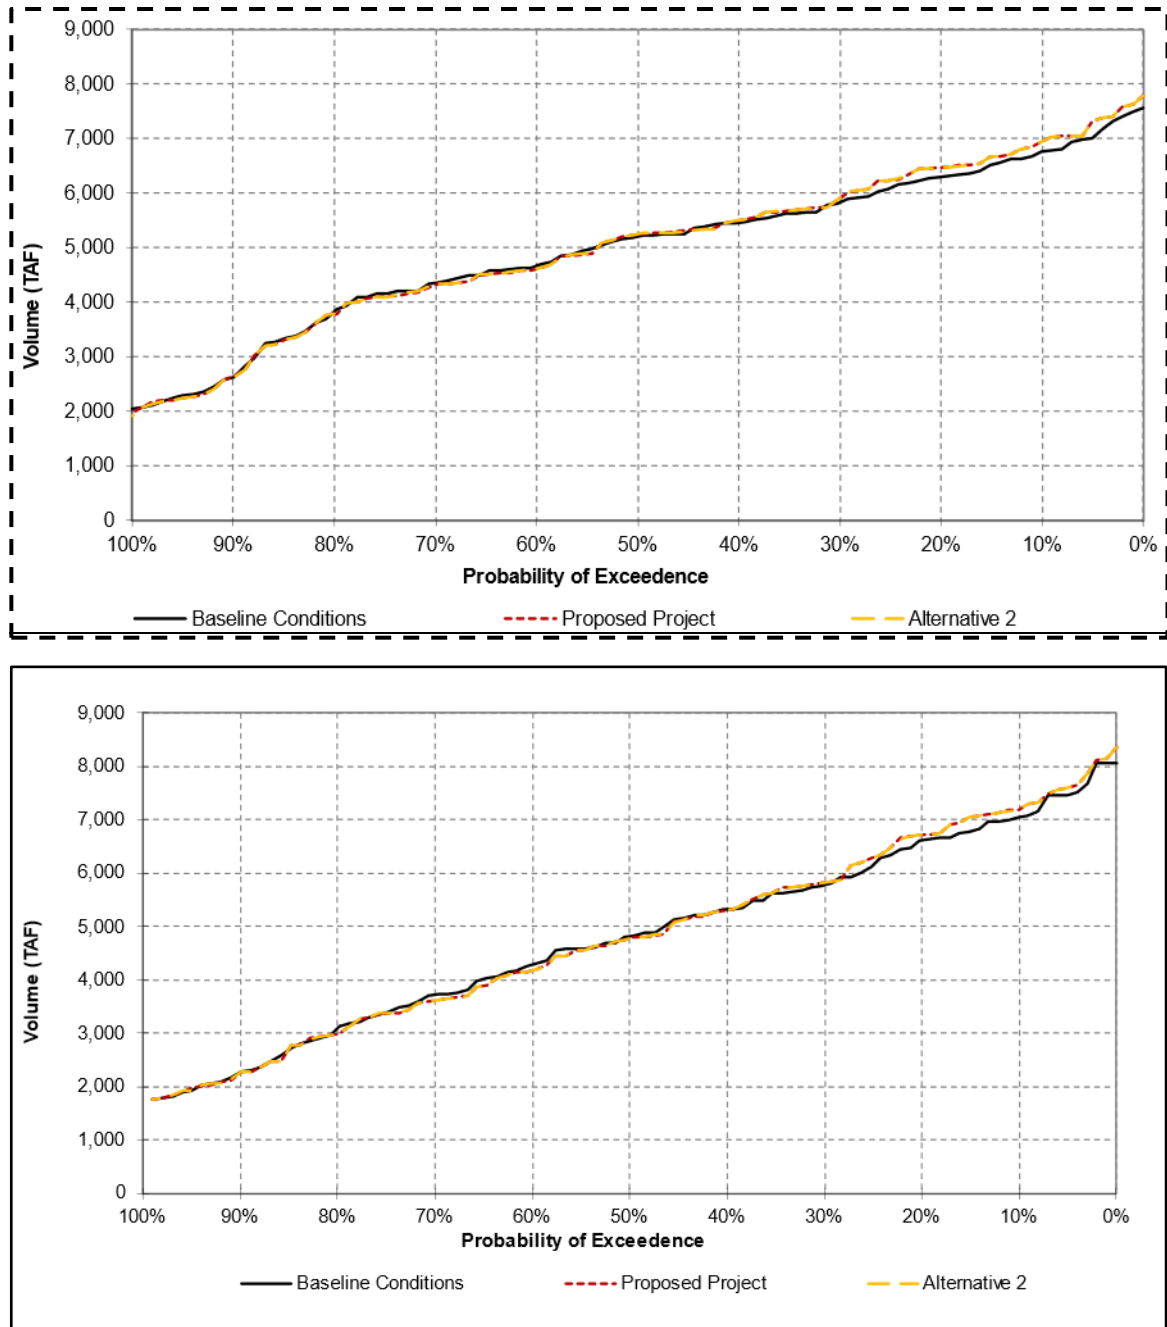 9,000
8,000
7,000
6,000
5,000
4,000
3,000
2,000
1,000
0
Volume (TAF)
100% 90% 80% 70% 60% 50% 40% 30% 20% 10% 0%
Probability of Exceedence
Baseline Conditions Proposed Project Alternative 2
9,000
8,000
7,000
6,000
5,000
4,000
3,000
2,000
1,000
0
Volume (TAF)
100% 90% 80% 70% 60% 50% 40% 30% 20% 10% 0%
Probability of Exceedence
Baseline Conditions Proposed Project Alternative 2